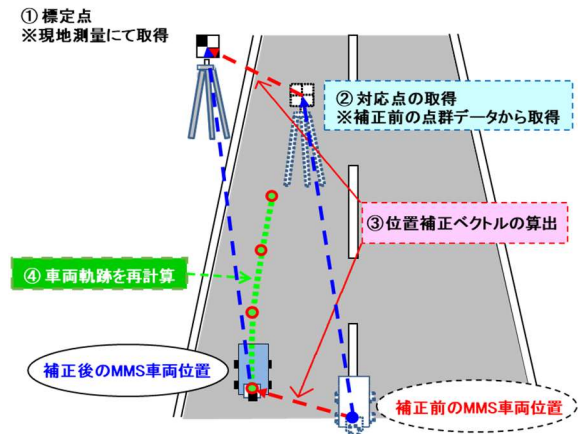 ① 標定点
※現地測量にて取得
② 対応点の取得
※補正前の点群データから取得
③位置補正ベクトルの算出
④ 車両軌跡を再計算
補正後のMMS車両位置
補正前のMMS車両位置